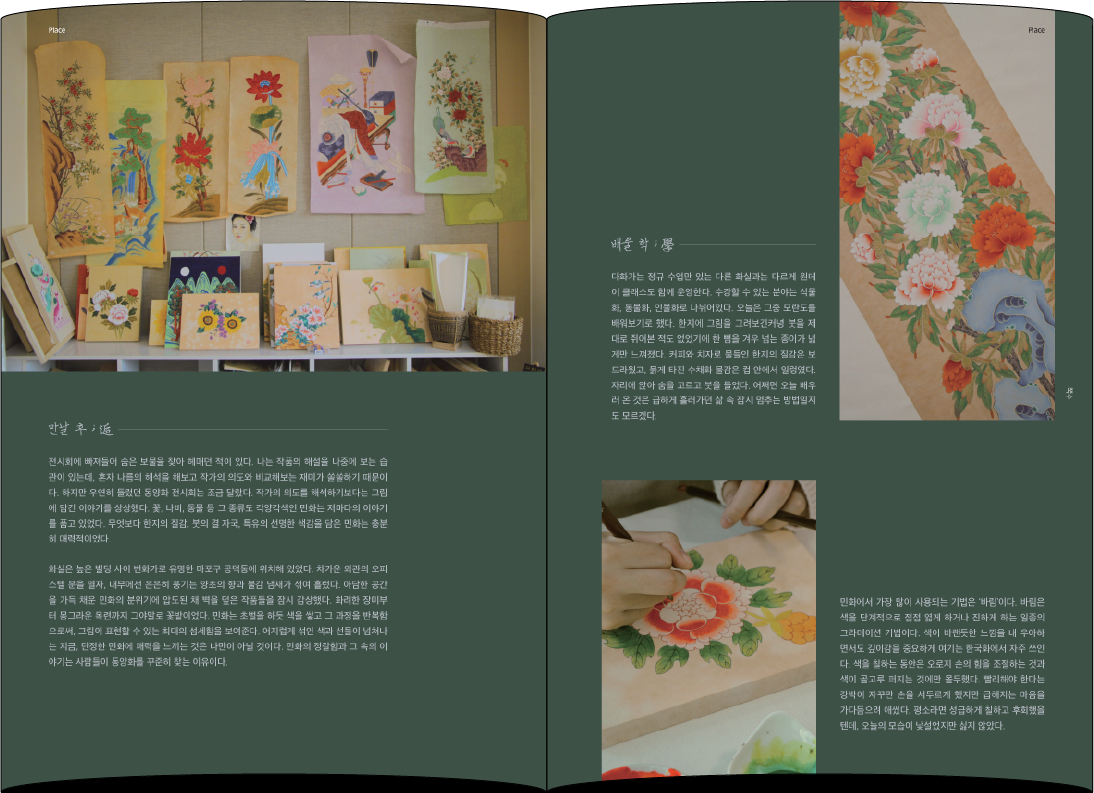 Place
만날 후 ; 逅
전시회에 빠져들어 숨은 보물을 찾아 헤매던 적이 있다. 나는 작품의 해설을 나중에 보는 습
관이 있는데, 혼자 나름의 해석을 해보고 작가의 의도와 비교해보는 재미가 쏠쏠하기 때문이
다. 하지만 우연히 들렀던 동양화 전시회는 조금 달랐다. 작가의 의도를 해석하기보다는 그림
에 담긴 이야기를 상상했다. 꽃, 나비, 동물 등 그 종류도 각양각색인 민화는 저마다의 이야기
를 품고 있었다. 무엇보다 한지의 질감, 붓의 결 자국, 특유의 선명한 색감을 담은 민화는 충분
히 매력적이었다.
화실은 높은 빌딩 사이 번화가로 유명한 마포구 공덕동에 위치해 있었다. 차가운 외관의 오피
스텔 문을 열자, 내부에선 은은히 풍기는 양초의 향과 물감 냄새가 섞여 흘렀다. 아담한 공간
을 가득 채운 민화의 분위기에 압도된 채 벽을 덮은 작품들을 잠시 감상했다. 화려한 장미부
터 몽그라운 목련까지 그야말로 꽃밭이었다. 민화는 초벌을 하듯 색을 쌓고 그 과정을 반복함
으로써, 그림이 표현할 수 있는 최대의 섬세함을 보여준다. 어지럽게 섞인 색과 선들이 넘쳐나
는 지금, 단정한 민화에 매력을 느끼는 것은 나만이 아닐 것이다. 민화의 정갈함과 그 속의 이
야기는 사람들이 동양화를 꾸준히 찾는 이유이다.
Place
배울 학 ; 學
다화가는 정규 수업만 있는 다른 화실과는 다르게 원데
이 클래스도 함께 운영한다. 수강할 수 있는 분야는 식물
화, 동물화, 인물화로 나뉘어있다. 오늘은 그중 모란도를
배워보기로 했다. 한지에 그림을 그려보긴커녕 붓을 제
대로 쥐어본 적도 없었기에 한 뼘을 겨우 넘는 종이가 넓
게만 느껴졌다. 커피와 치자로 물들인 한지의 질감은 보
드라웠고, 묽게 타진 수채화 물감은 컵 안에서 일렁였다.
자리에 앉아 숨을 고르고 붓을 들었다. 어쩌면 오늘 배우
러 온 것은 급하게 흘러가던 삶 속 잠시 멈추는 방법일지
도 모르겠다.
민화에서 가장 많이 사용되는 기법은 '바림'이다. 바림은
색을 단계적으로 점점 엷게 하거나 진하게 하는 일종의
그라데이션 기법이다. 색이 바랜듯한 느낌을 내 우아하
면서도 깊이감을 중요하게 여기는 한국화에서 자주 쓰인
다. 색을 칠하는 동안은 오로지 손의 힘을 조절하는 것과
색이 골고루 퍼지는 것에만 몰두했다. 빨리해야 한다는
강박이 자꾸만 손을 서두르게 했지만 급해지는 마음을
가다듬으려 애썼다. 평소라면 성급하게 칠하고 후회했을
텐데, 오늘의 모습이 낯설었지만 싫지 않았다.